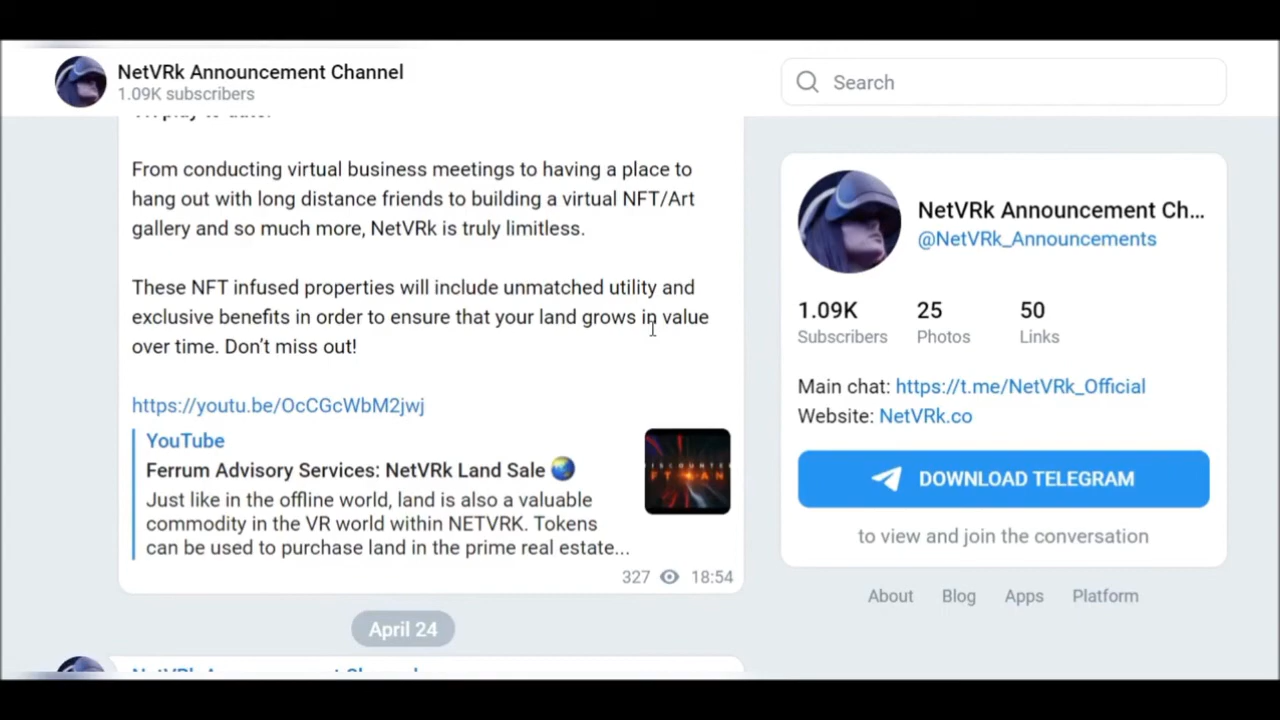 NetVRk Announcement Channel
1.09K subscribers
Search
From conducting virtual business meetings to having a place to
hang out with long distance friends to building a virtual NFT/Art
gallery and so much more, NetVRk is truly limitless.
These NFT infused properties will include unmatched utility and
exclusive benefits in order to ensure that your land grows in value
over time. Don't miss out!
https://youtu.be/OcCGcWbM2jwj
YouTube
Ferrum Advisory Services: NetVRk Land Sale
Just like in the offline world, land is also a valuable
commodity in the VR world within NETVRK. Tokens
can be used to purchase land in the prime real estate...
327 18:54
April 24
NetVRk Announcement Channel
NetVRk Announcement Ch...
@NetVRk_Announcements
1.09K 25 50
Subscribers Photos Links
Main chat: https://t.me/NetVRk_Official
Website: NetVRk.co
DOWNLOAD TELEGRAM
to view and join the conversation
About Blog Apps Platform